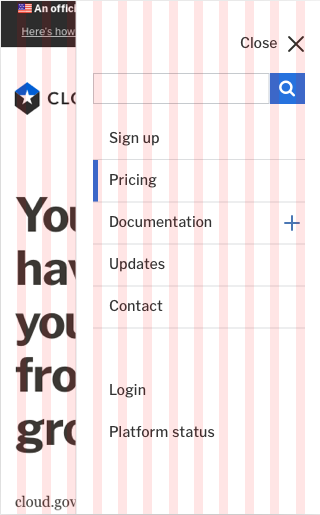 An offici
Here's how
Close
CLO
Sign up
Pricing
Documentation
Updates
Contact
You
hav
you
fro
gro
Login
Platform status
cloud.gov